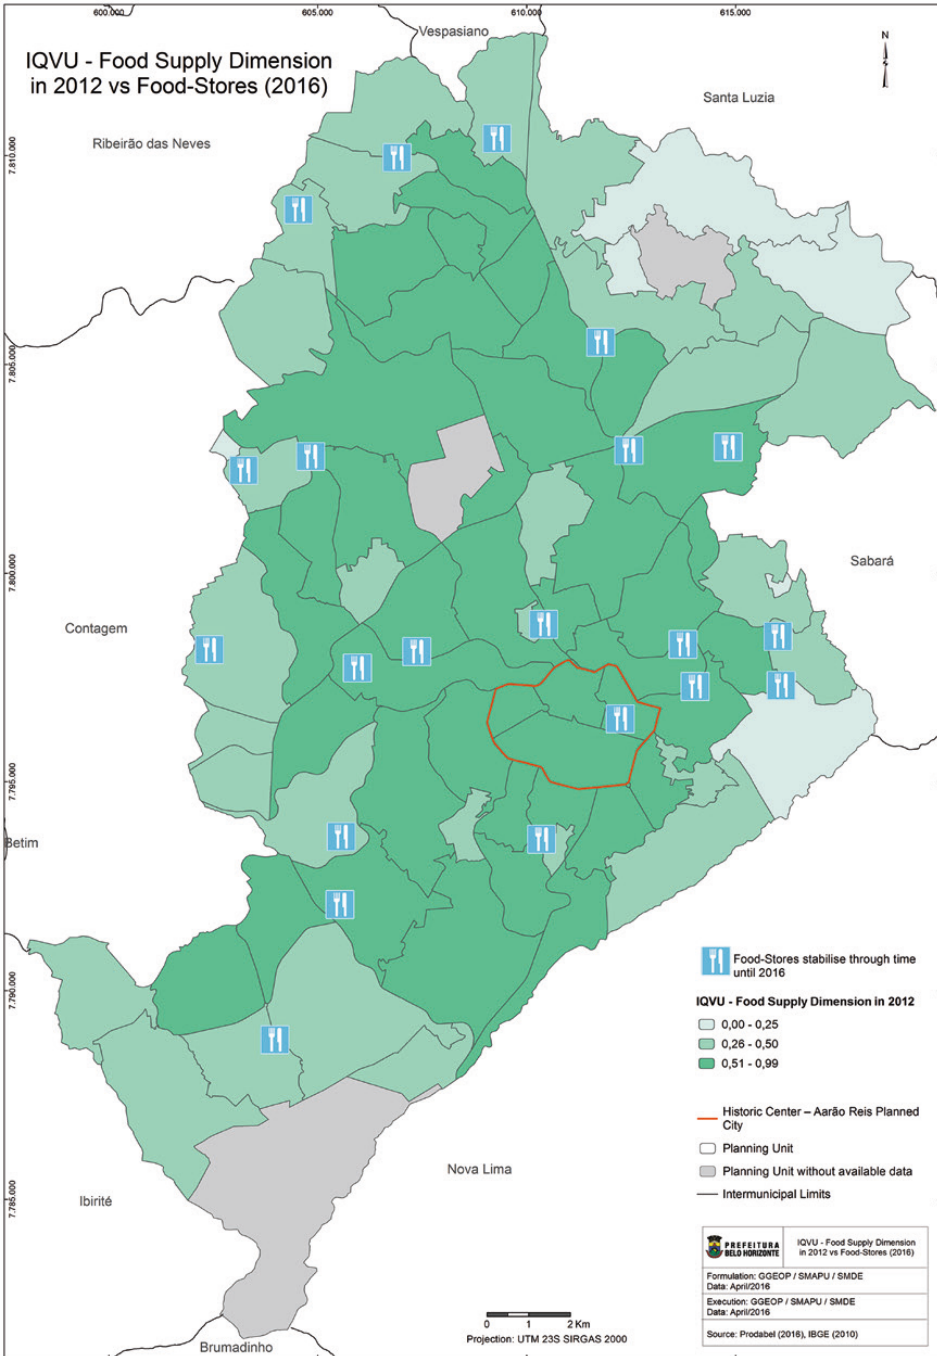 600.000
605.000
610.000
615.000
Vespasiano
IQVU - Food Supply Dimension
in 2012 vs Food-Stores (2016)
N
Santa Luzia
Ribeirão das Neves
7.810.000
7.805.000
7.800.000
Sabará
Contagem
7.795.000
Betim
7.790.000
Food-Stores stabilise through time
until 2016
IQVU - Food Supply Dimension in 2012
0,00 - 0,25
0,26 - 0,50
0,51 - 0,99
Historic Center – Aarão Reis Planned
City
Planning Unit
Planning Unit without available data
Intermunicipal Limits
Nova Lima
Ibirité
7.785.000
PREFEITURA
BELO HORIZONTE
IQVU - Food Supply Dimension
in 2012 vs Food-Stores (2016)
Formulation: GGEOP / SMAPU / SMDE
Data: April/2016
Execution: GGEOP / SMAPU / SMDE
Data: April/2016
Source: Prodabel (2016), IBGE (2010)
0 1 2 Km
Projection: UTM 23S SIRGAS 2000
Brumadinho